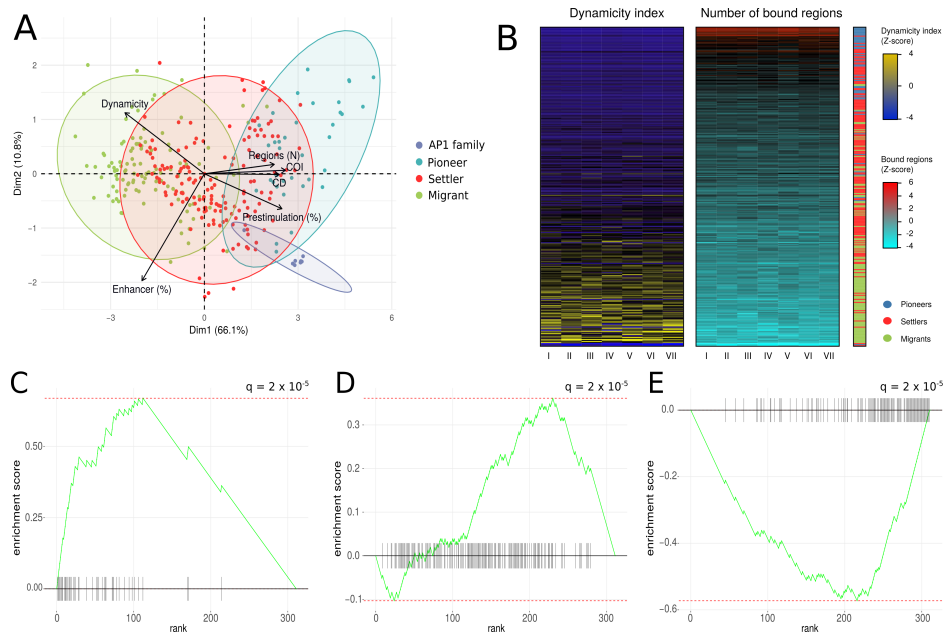 A
Dim2 (10.8%)
2
1
0
−1
−2
Dynamicity
Regions (N)
COI
CD
Prestimulation (%)
Enhancer (%)
−3
0
3
6
Dim1 (66.1%)
AP1 family
Pioneer
Settler
Migrant
B
Dynamicity index
Number of bound regions
I II III IV V VI VII
I II III IV V VI VII
Dynamicity index
(Z-score)
4
0
-4
Bound regions
(Z-score)
6
4
2
0
-2
-4
Pioneers
Settlers
Migrants
C
q = 2 x 10-5
enrichment score
0.50
0.25
0.00
0 100 200 300
rank
D
q = 2 x 10-5
enrichment score
0.3
0.2
0.1
0.0
−0.1
0 100 200 300
rank
E
q = 2 x 10-5
enrichment score
0.0
−0.2
−0.4
−0.6
0 100 200 300
rank